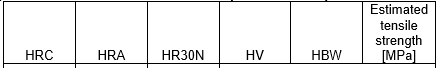 HRC HRA HR30N HV HBW Estimated
tensile
strength
[MPa]